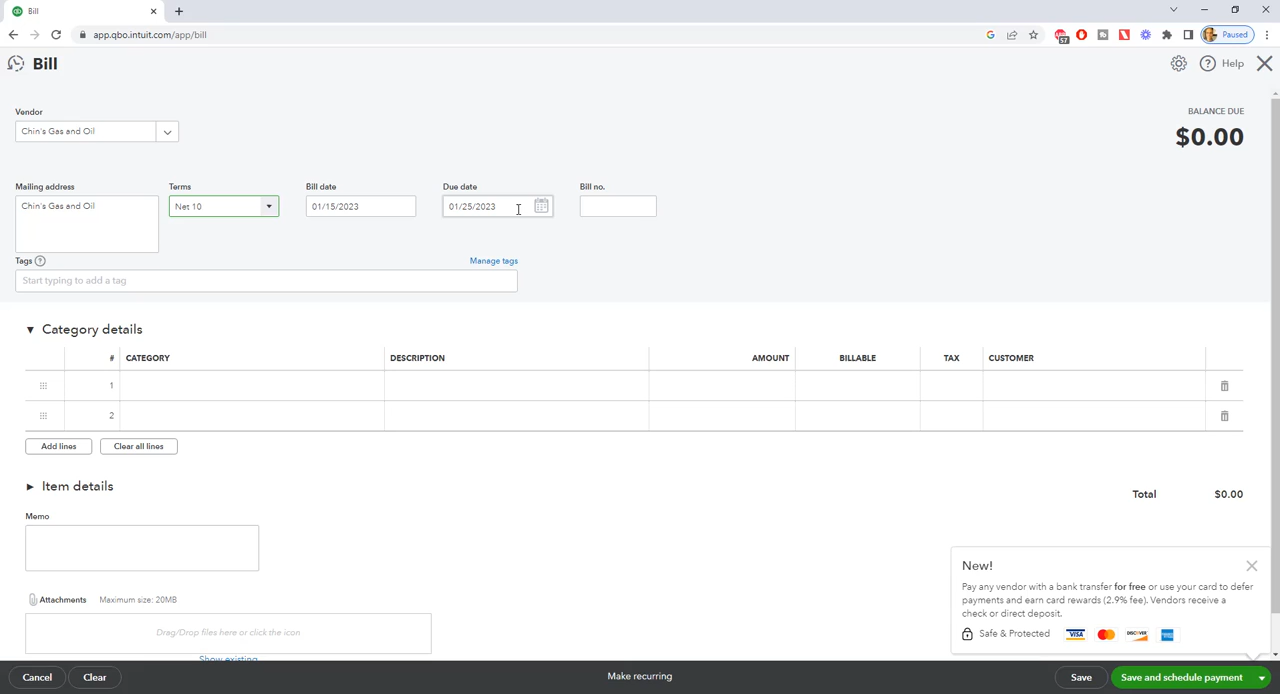 Bill
app.qbo.intuit.com/app/bill
57
Paused
Bill
Help
Vendor
BALANCE DUE
Chin's Gas and Oil
$0.00
Mailing address
Terms
Bill date
Due date
Bill no.
Chin's Gas and Oil
Net 10
01/15/2023
01/25/2023
Tags
Manage tags
Start typing to add a tag
Category details
# CATEGORY DESCRIPTION AMOUNT BILLABLE TAX CUSTOMER
1
2
Add lines
Clear all lines
Item details
Total $0.00
Memo
New!
Pay any vendor with a bank transfer for free or use your card to defer
payments and earn card rewards (2.9% fee). Vendors receive a
check or direct deposit.
Safe & Protected VISA DISCOVER AMEX
Attachments Maximum size: 20MB
Drag/Drop files here or click the icon
Show existing
Cancel
Clear
Make recurring
Save
Save and schedule payment